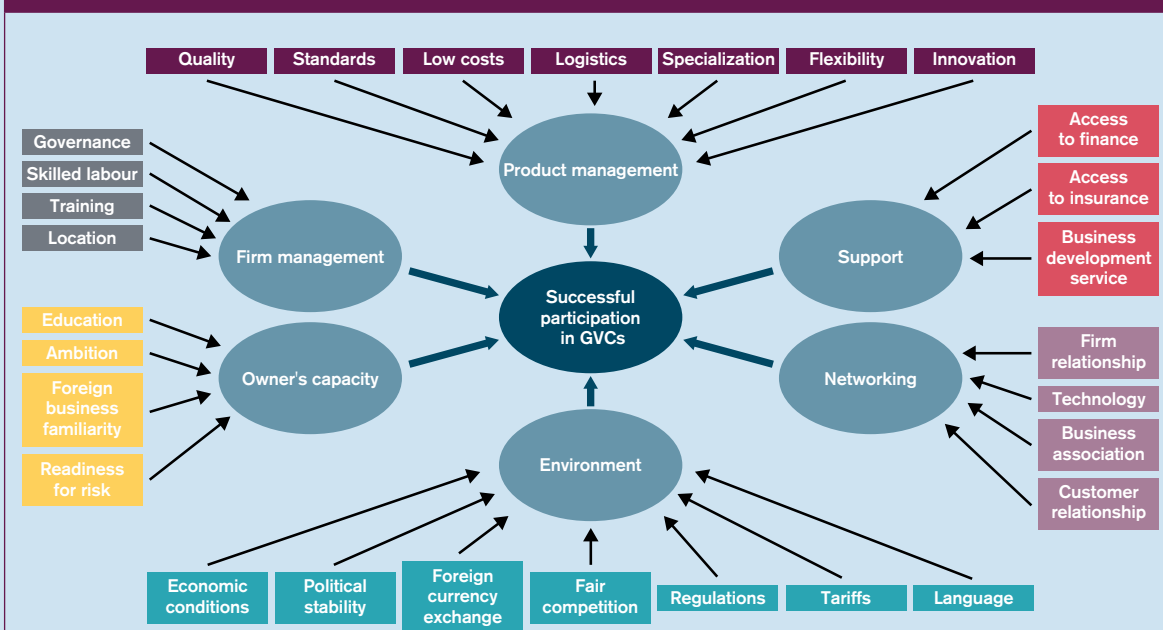 Quality
Standards
Low costs
Logistics
Specialization
Flexibility
Innovation
Product management
Governance
Skilled labour
Training
Location
Firm management
Access
to finance
Access
to insurance
Business
development
service
Support
Successful
participation
in GVCs
Education
Ambition
Foreign
business
familiarity
Readiness
for risk
Owner's capacity
Networking
Firm
relationship
Technology
Business
association
Customer
relationship
Environment
Economic
conditions
Political
stability
Foreign
currency
exchange
Fair
competition
Regulations
Tariffs
Language